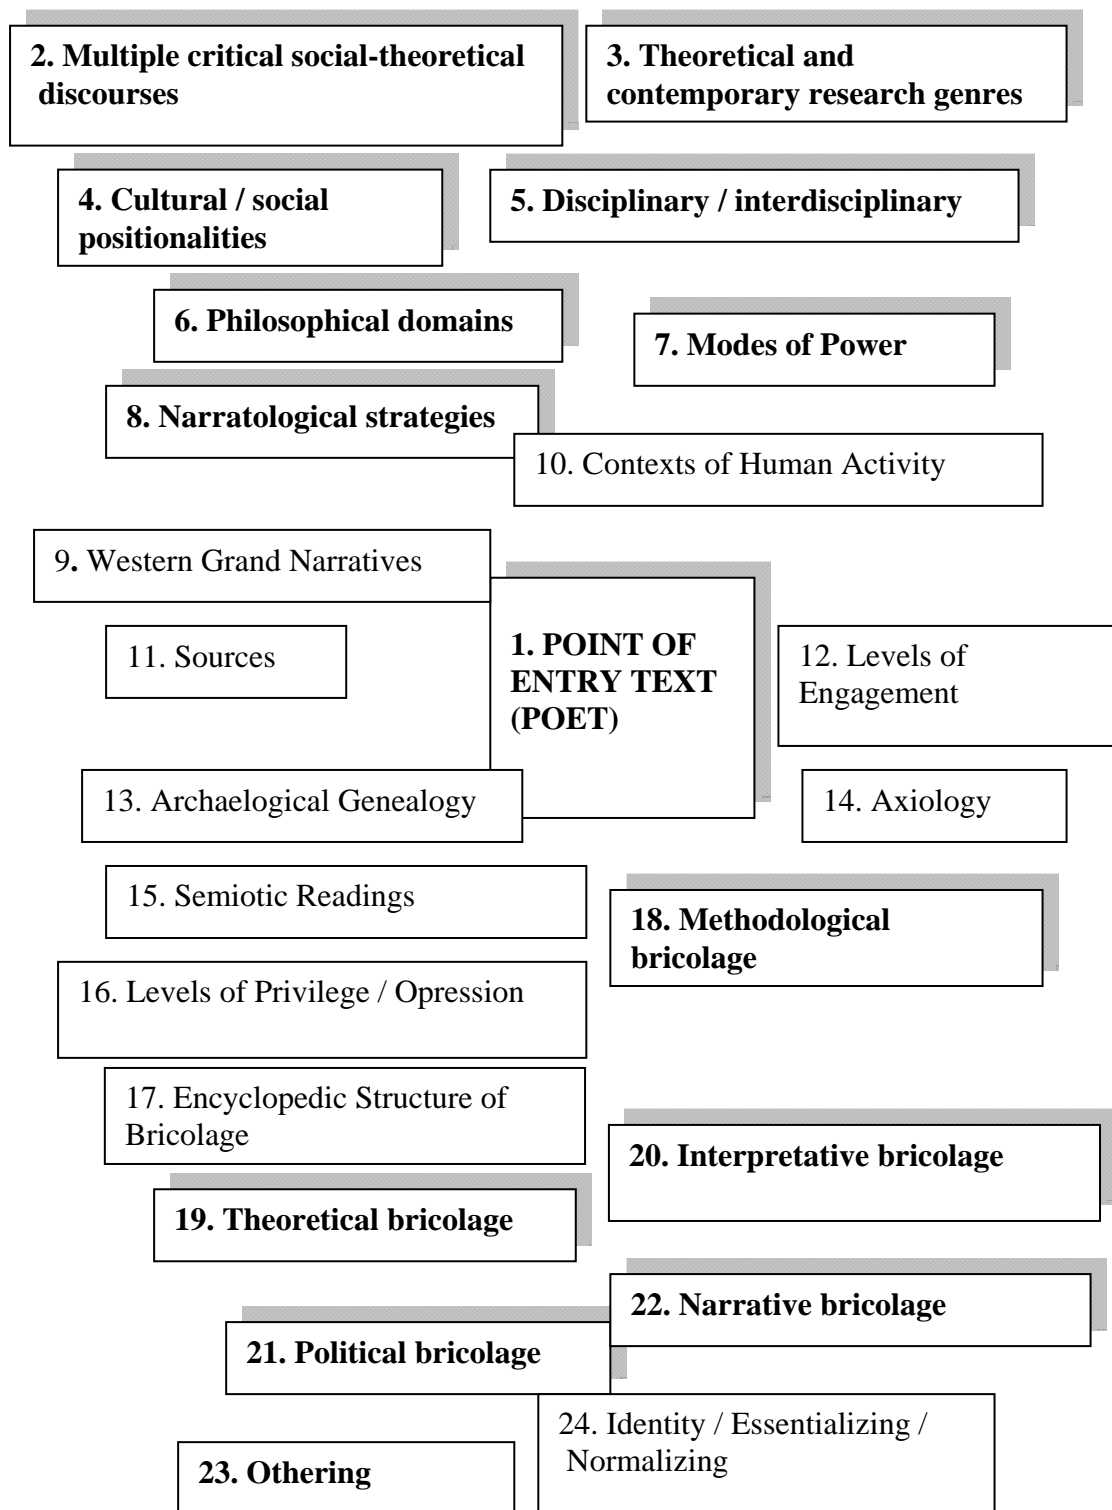 2. Multiple critical social-theoretical
discourses
3. Theoretical and
contemporary research genres
4. Cultural / social
positionalities
5. Disciplinary / interdisciplinary
6. Philosophical domains
7. Modes of Power
8. Narratological strategies
10. Contexts of Human Activity
9. Western Grand Narratives
11. Sources
1. POINT OF
ENTRY TEXT
(POET)
12. Levels of
Engagement
13. Archaelogical Genealogy
14. Axiology
15. Semiotic Readings
18. Methodological
bricolage
16. Levels of Privilege / Opression
17. Encyclopedic Structure of
Bricolage
20. Interpretative bricolage
19. Theoretical bricolage
22. Narrative bricolage
21. Political bricolage
24. Identity / Essentializing /
Normalizing
23. Othering